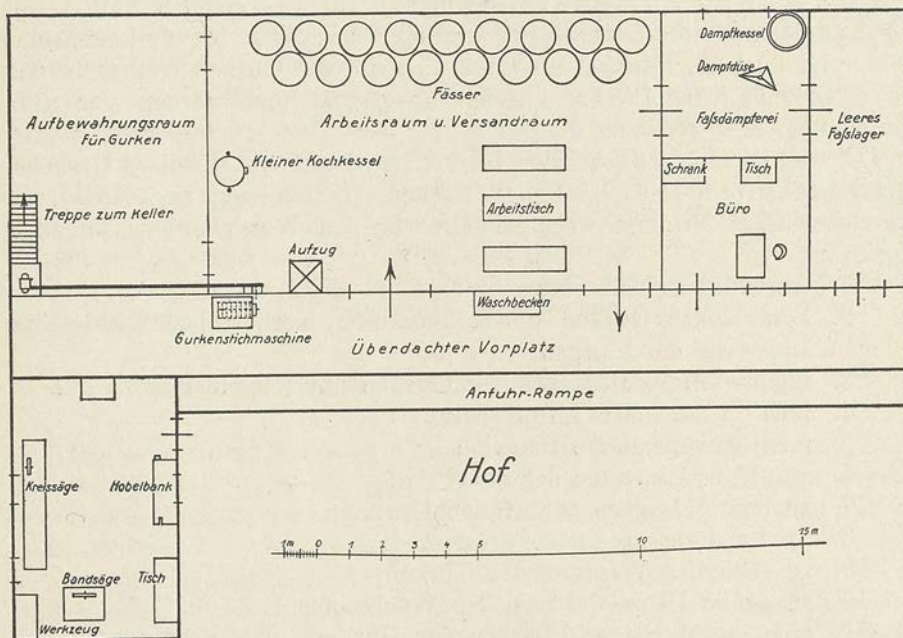 Dampfkessel
Dampfdüse
Fässer
Aufbewahrungsraum
für Gurken
Arbeitsraum u. Versandraum
Faßdämpferei
Leeres
Faßlager
Kleiner Kochkessel
Schrank
Tisch
Treppe zum Keller
Arbeitstisch
Büro
Aufzug
Waschbecken
Gurkenstichmaschine
Überdachter Vorplatz
Anfuhr-Rampe
Hof
Kreissäge
Hobelbank
1m 0 1 2 3 4 5 10 15m
Bandsäge
Tisch
Werkzeug